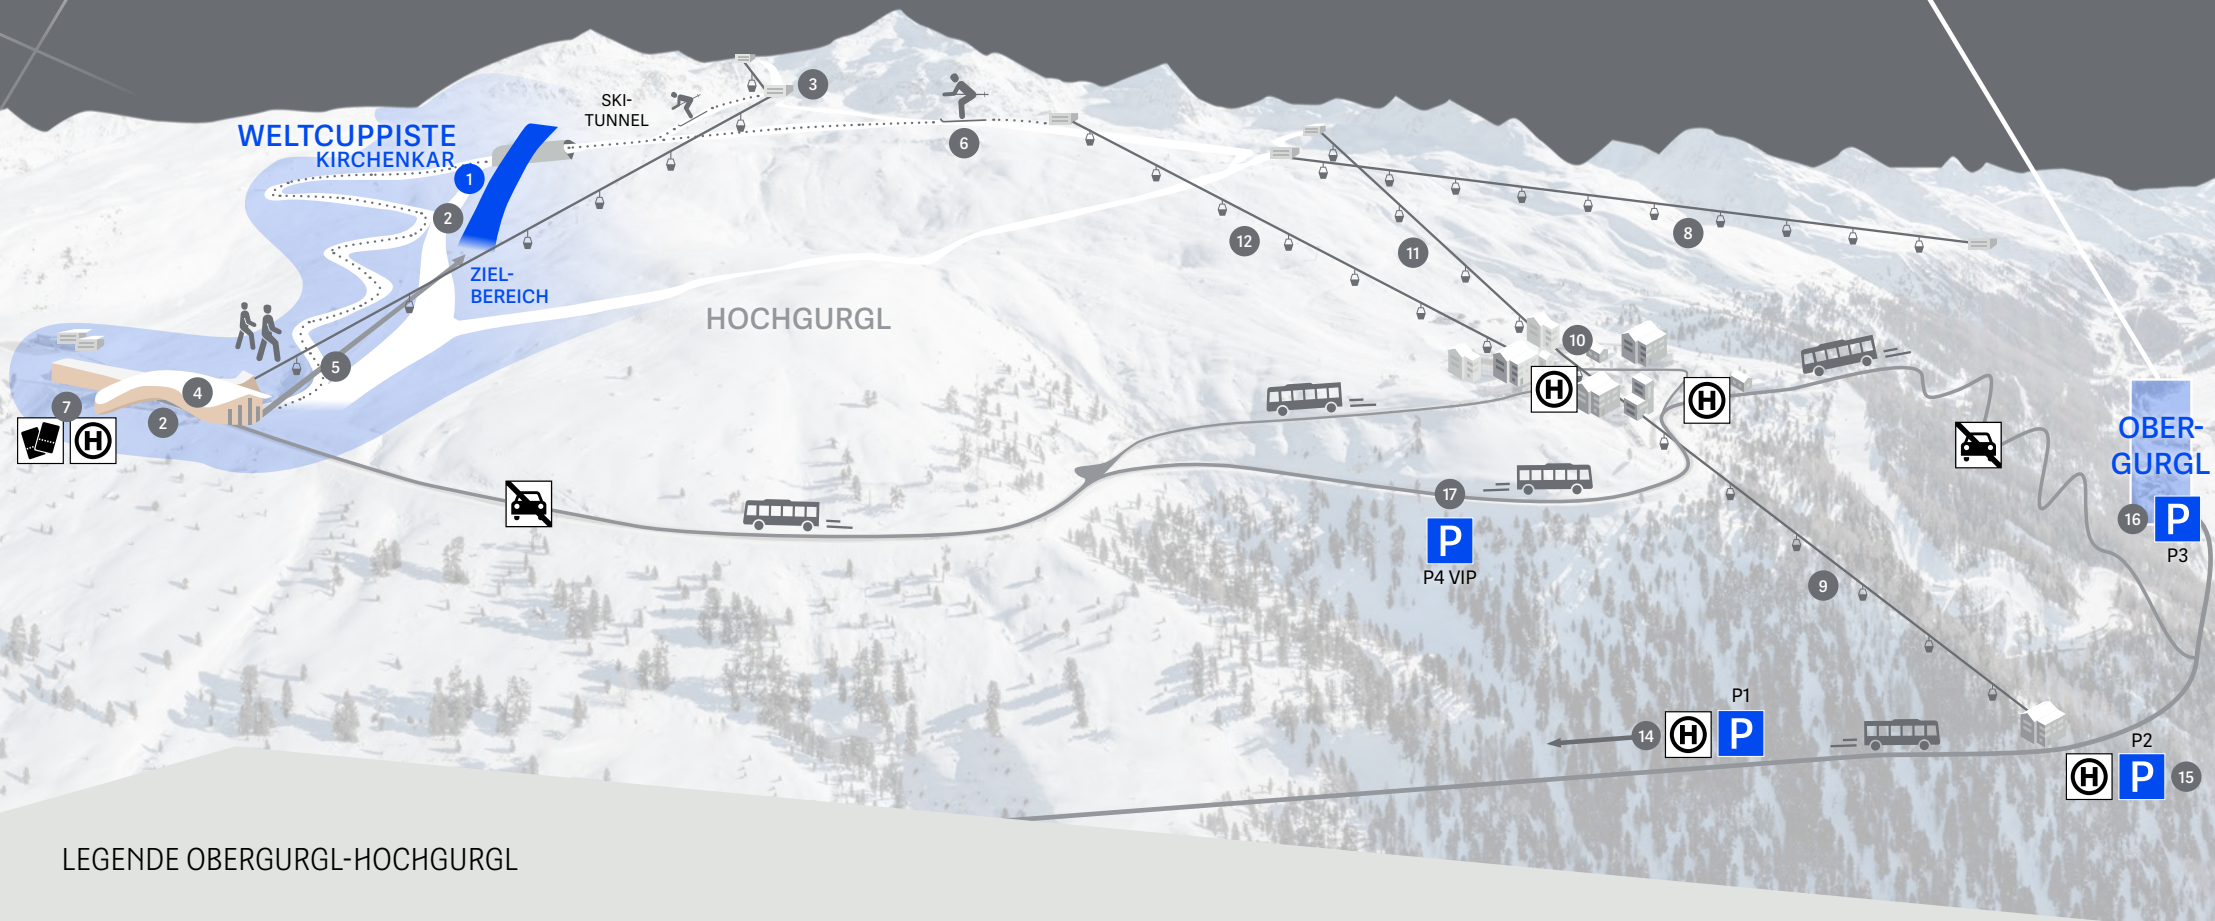 SKI-
TUNNEL
WELTCUPPISTE
KIRCHENKAR
1
2
3
6
ZIEL-
BEREICH
HOCHGURGL
12
11
8
10
5
4
7
2
H
H
H
17
P
P4 VIP
9
OBER-
GURGL
16
P
P3
P1
14
H
P
P2
H
P
15
LEGENDE OBERGURGL-HOCHGURGL